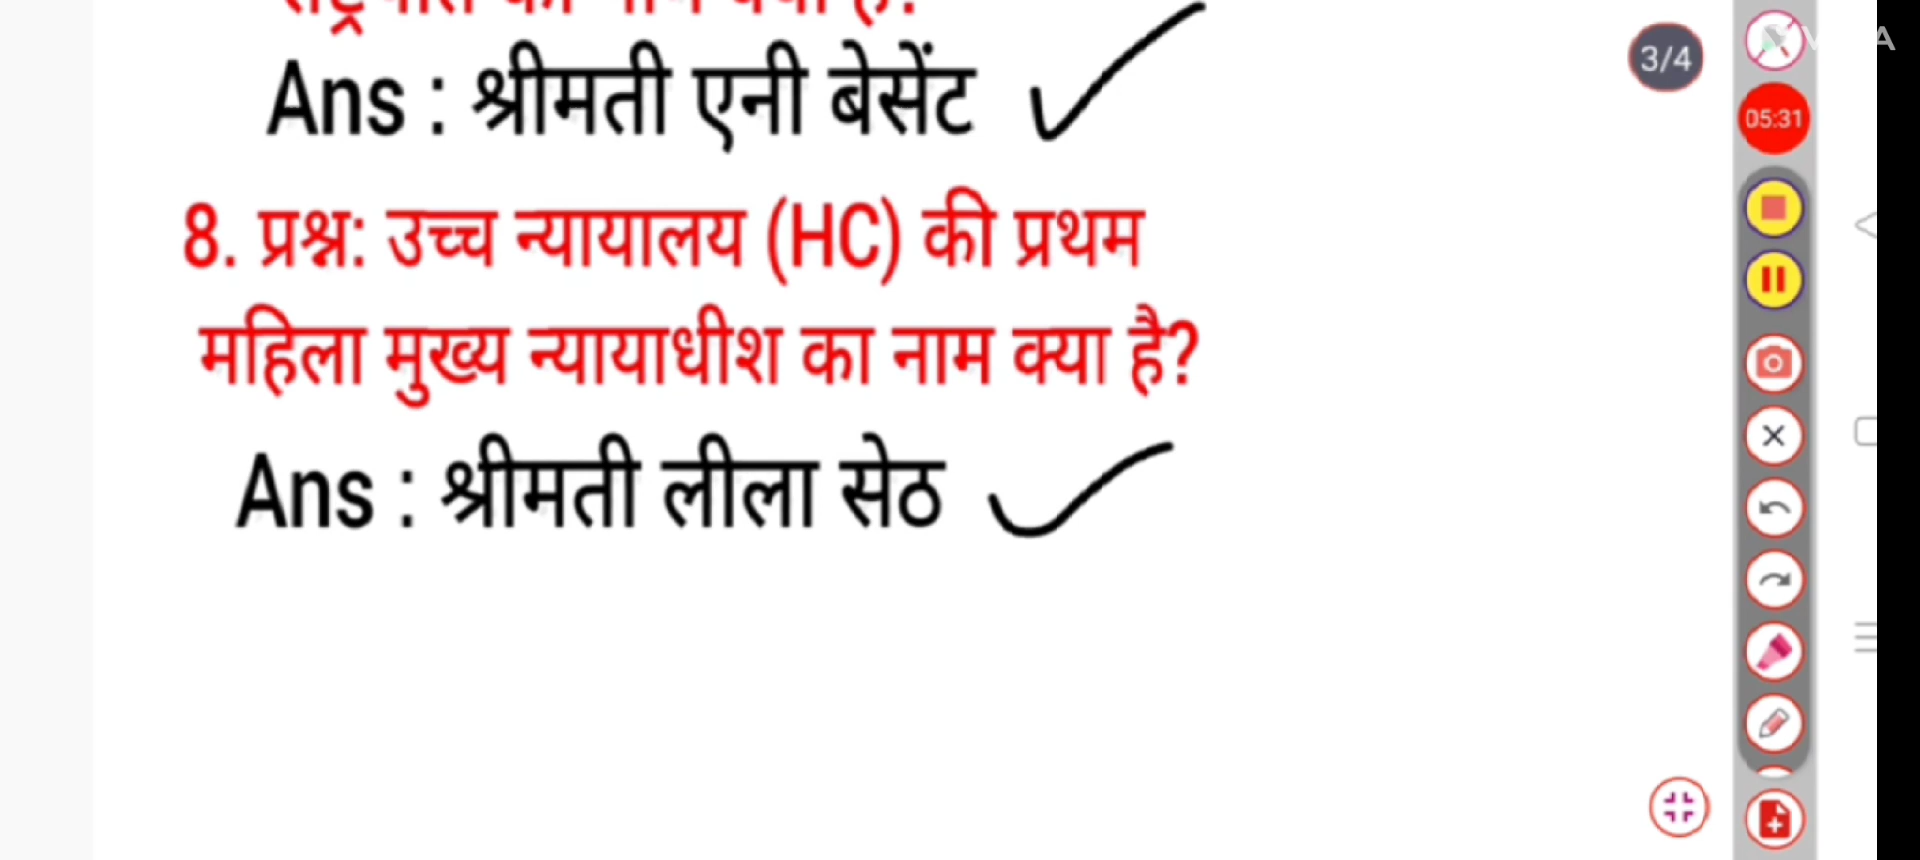 Ans : श्रीमती एनी बेसेंट
8. प्रश्न: उच्च न्यायालय (HC) की प्रथम
महिला मुख्य न्यायाधीश का नाम क्या है?
Ans : श्रीमती लीला सेठ
3/4
05:31